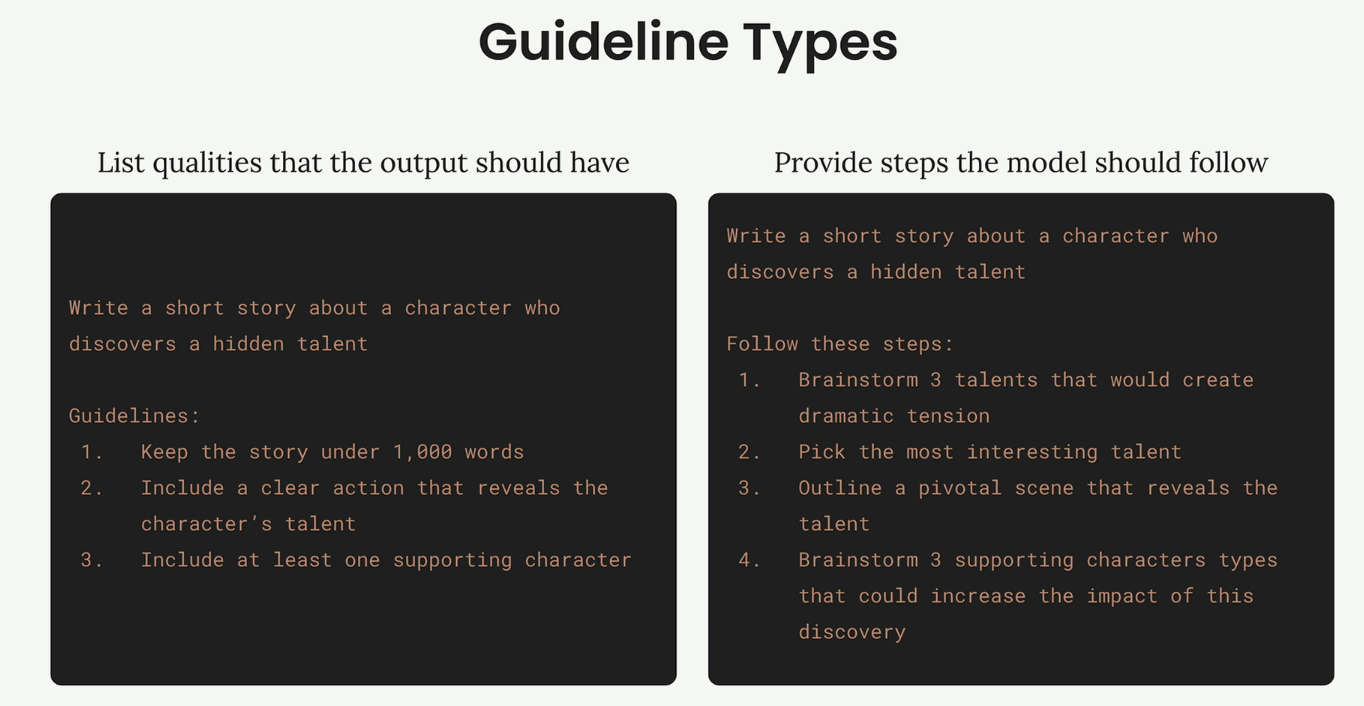 Guideline Types
List qualities that the output should have
Write a short story about a character who
discovers a hidden talent
Guidelines:
1. Keep the story under 1,000 words
2. Include a clear action that reveals the
character’s talent
3. Include at least one supporting character
Provide steps the model should follow
Write a short story about a character who
discovers a hidden talent
Follow these steps:
1. Brainstorm 3 talents that would create
dramatic tension
2. Pick the most interesting talent
3. Outline a pivotal scene that reveals the
talent
4. Brainstorm 3 supporting characters types
that could increase the impact of this
discovery